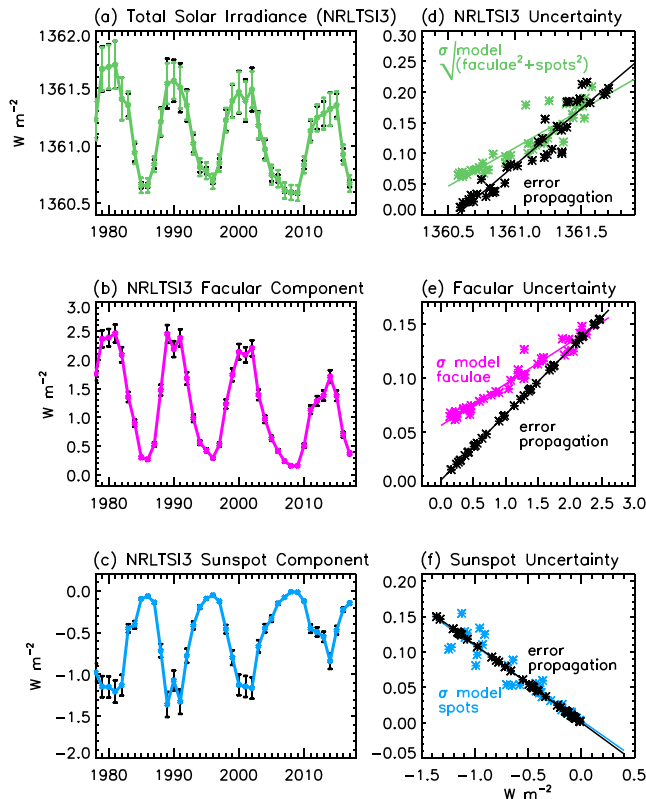 (a) Total Solar Irradiance (NRLTSI3)
1362.0
1361.5
1361.0
1360.5
W m⁻²
1980 1990 2000 2010
(d) NRLTSI3 Uncertainty
0.30
0.25
0.20
0.15
0.10
0.05
0.00
σ model
√(faculae²+spots²)
error
propagation
1360.5 1361.0 1361.5
(b) NRLTSI3 Facular Component
3.0
2.5
2.0
1.5
1.0
0.5
0.0
W m⁻²
1980 1990 2000 2010
(e) Facular Uncertainty
0.15
0.10
0.05
0.00
σ model
faculae
error
propagation
0.0 0.5 1.0 1.5 2.0 2.5 3.0
(c) NRLTSI3 Sunspot Component
0.0
−0.5
−1.0
−1.5
−2.0
W m⁻²
1980 1990 2000 2010
(f) Sunspot Uncertainty
0.20
0.15
0.10
0.05
0.00
−0.05
error
propagation
σ model
spots
−1.5 −1.0 −0.5 0.0 0.5
W m⁻²